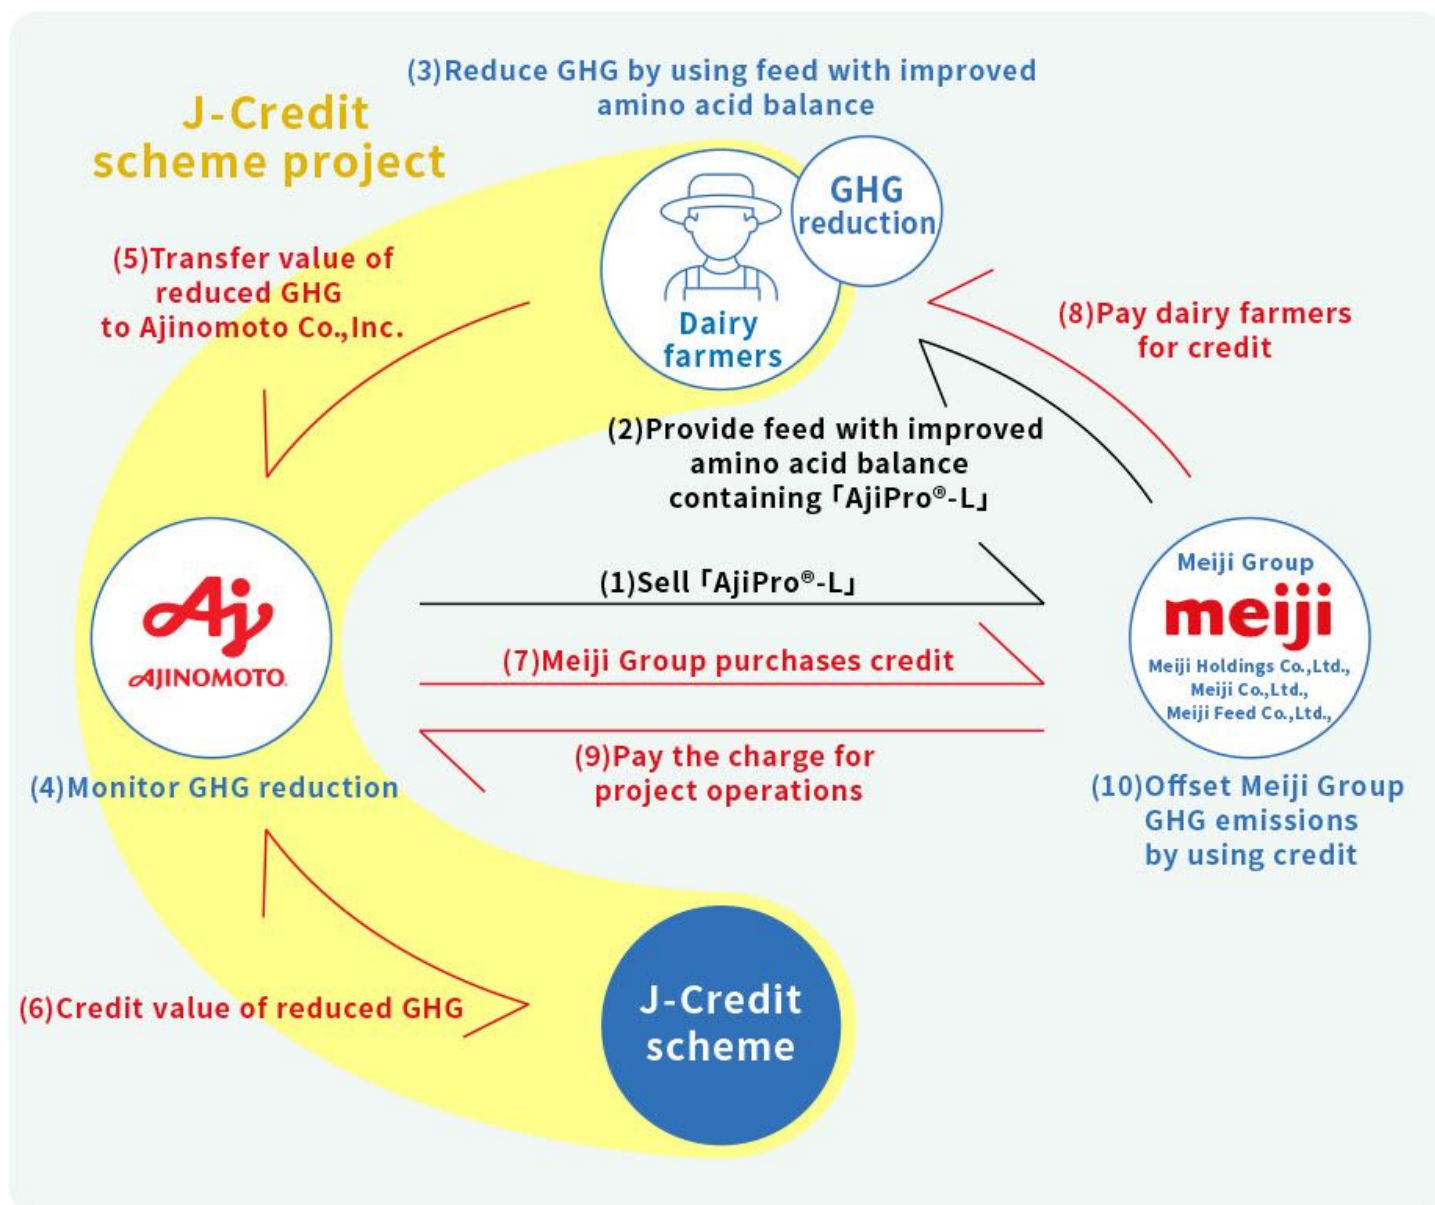 (3)Reduce GHG by using feed with improved
amino acid balance
J-Credit
scheme project
GHG
reduction
Dairy
farmers
(5)Transfer value of
reduced GHG
to Ajinomoto Co.,Inc.
(8)Pay dairy farmers
for credit
(2)Provide feed with improved
amino acid balance
containing「AjiPro®-L」
(1)Sell「AjiPro®-L」
(7)Meiji Group purchases credit
(9)Pay the charge for
project operations
Aj
AJINOMOTO.
(4)Monitor GHG reduction
Meiji Group
meiji
Meiji Holdings Co.,Ltd.,
Meiji Co.,Ltd.,
Meiji Feed Co.,Ltd.,
(10)Offset Meiji Group
GHG emissions
by using credit
(6)Credit value of reduced GHG
J-Credit
scheme